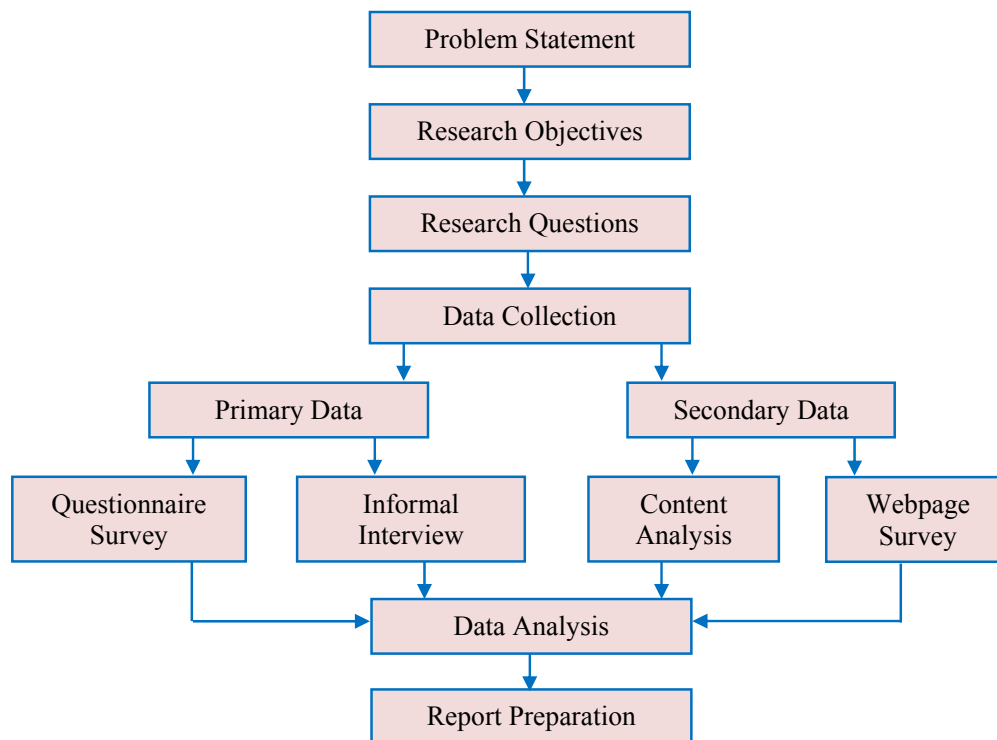 Problem Statement
Research Objectives
Research Questions
Data Collection
Primary Data
Secondary Data
Questionnaire
Survey
Informal
Interview
Content
Analysis
Webpage
Survey
Data Analysis
Report Preparation